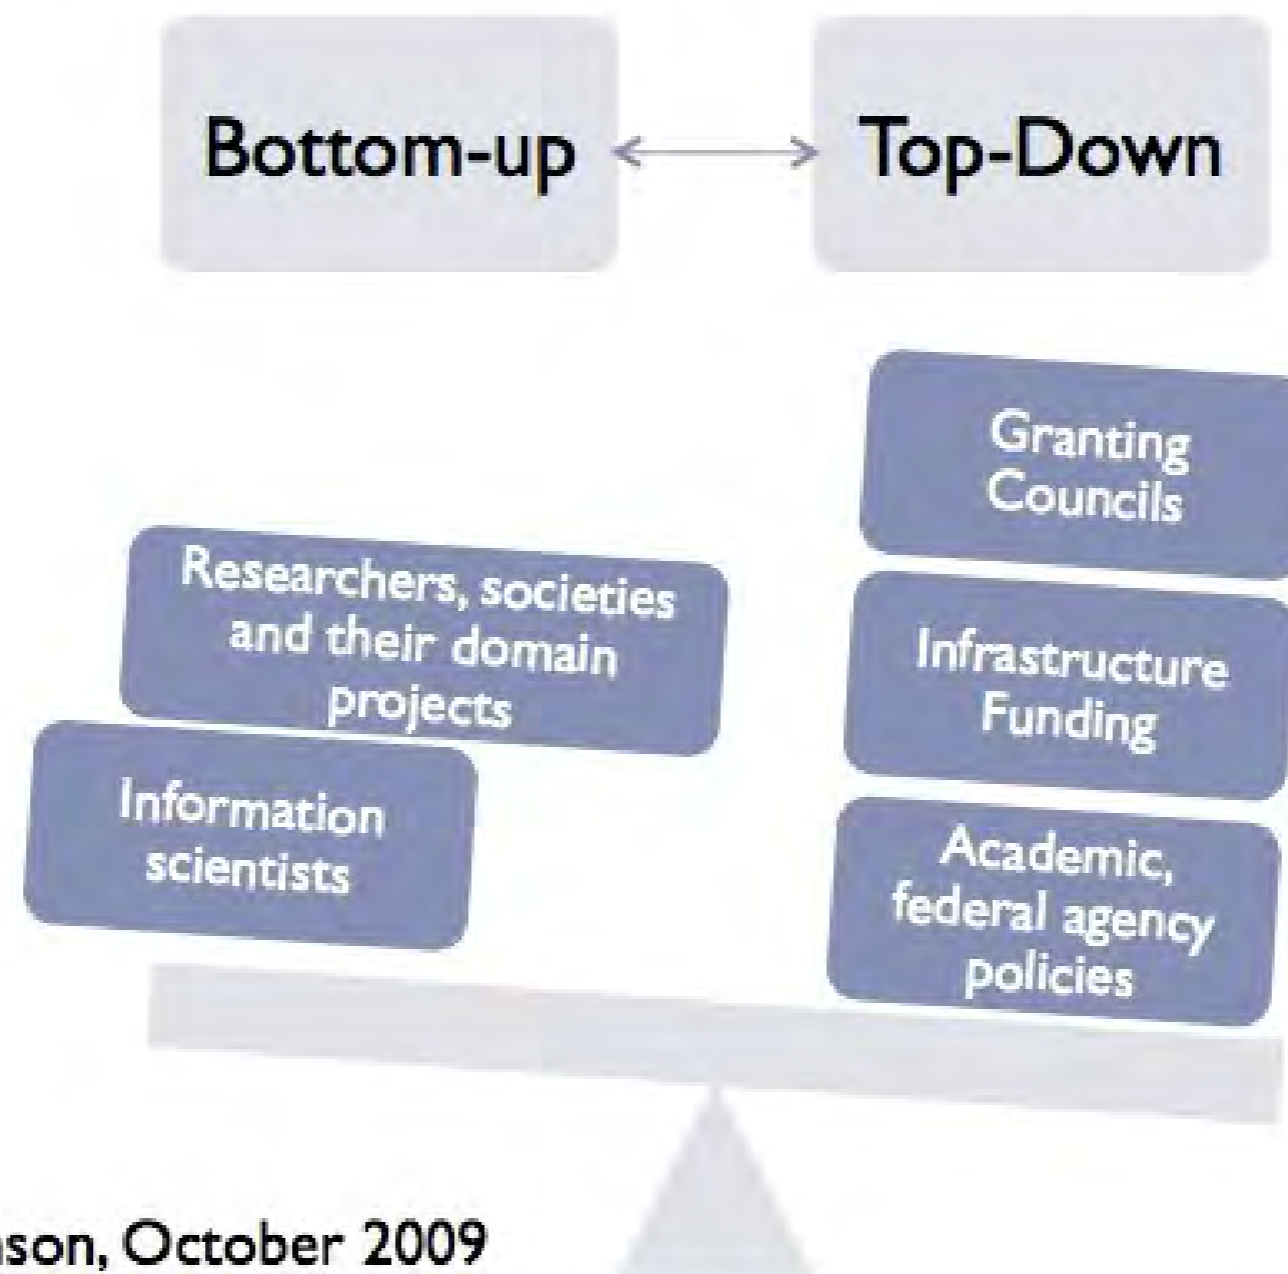 Bottom-up
Top-Down
Granting
Councils
Researchers, societies
and their domain
projects
Infrastructure
Funding
Information
scientists
Academic,
federal agency
policies
October 2009